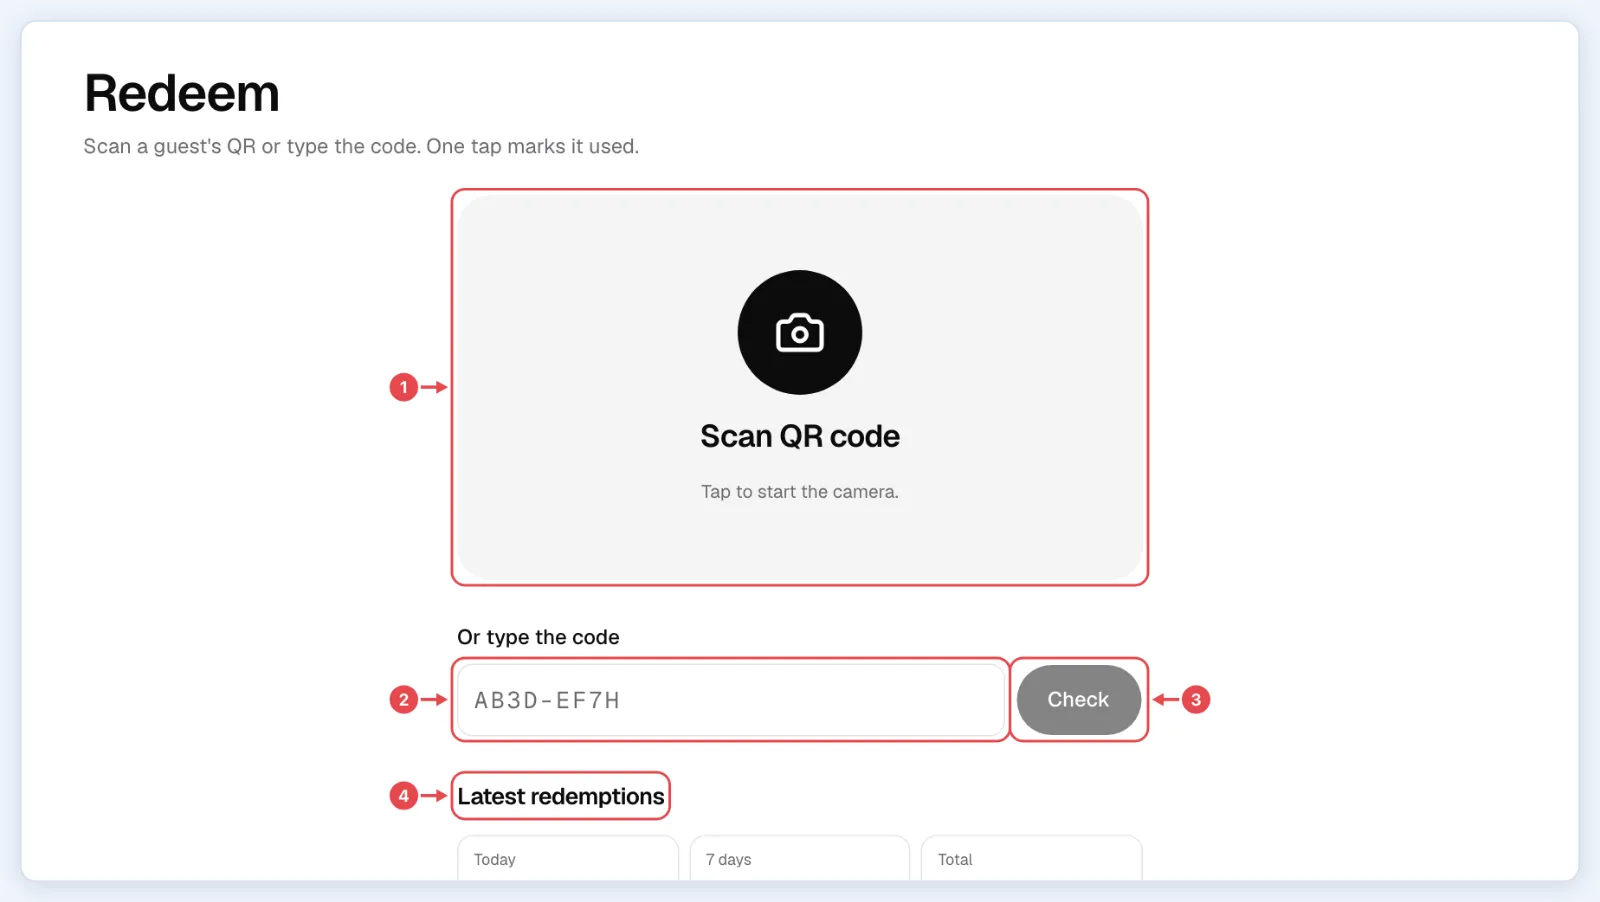 Redeem
Scan a guest's QR or type the code. One tap marks it used.
1
Scan QR code
Tap to start the camera.
Or type the code
2
AB3D-EF7H
Check
3
4
Latest redemptions
Today
7 days
Total